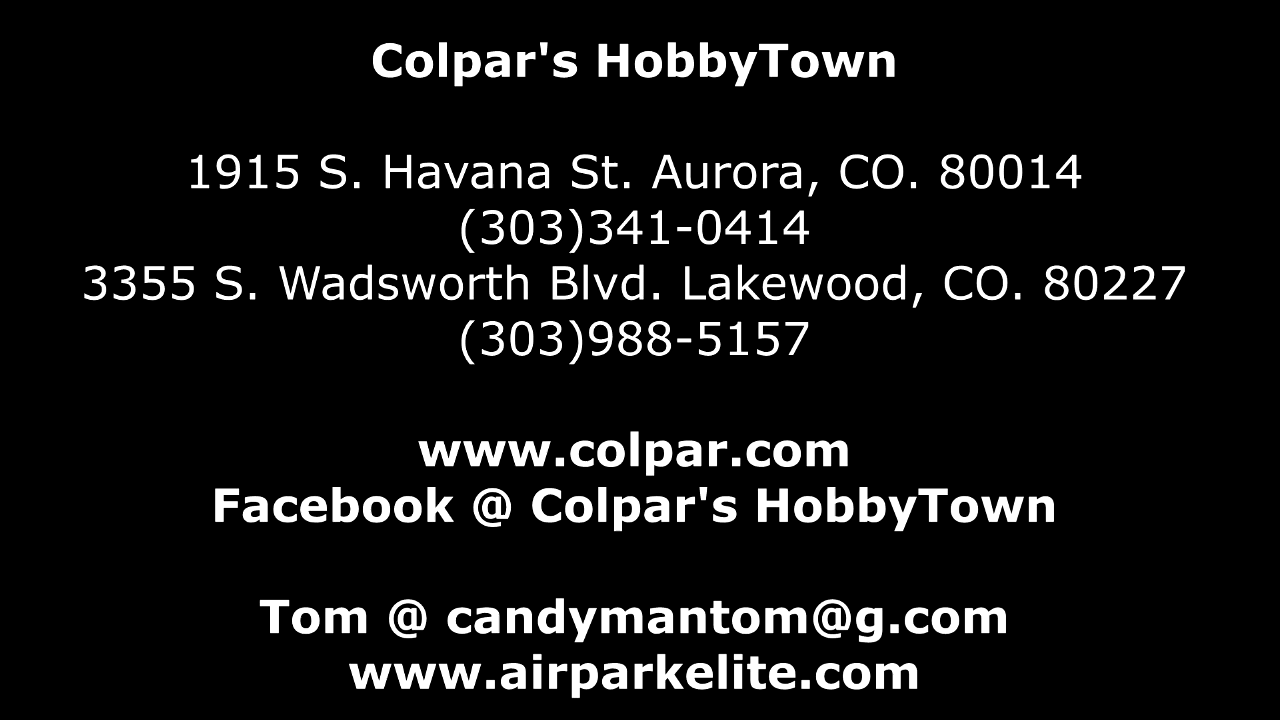 Colpar's HobbyTown
1915 S. Havana St. Aurora, CO. 80014
(303)341-0414
3355 S. Wadsworth Blvd. Lakewood, CO. 80227
(303)988-5157
www.colpar.com
Facebook @ Colpar's HobbyTown
Tom @ candymantom@g.com
www.airparkelite.com